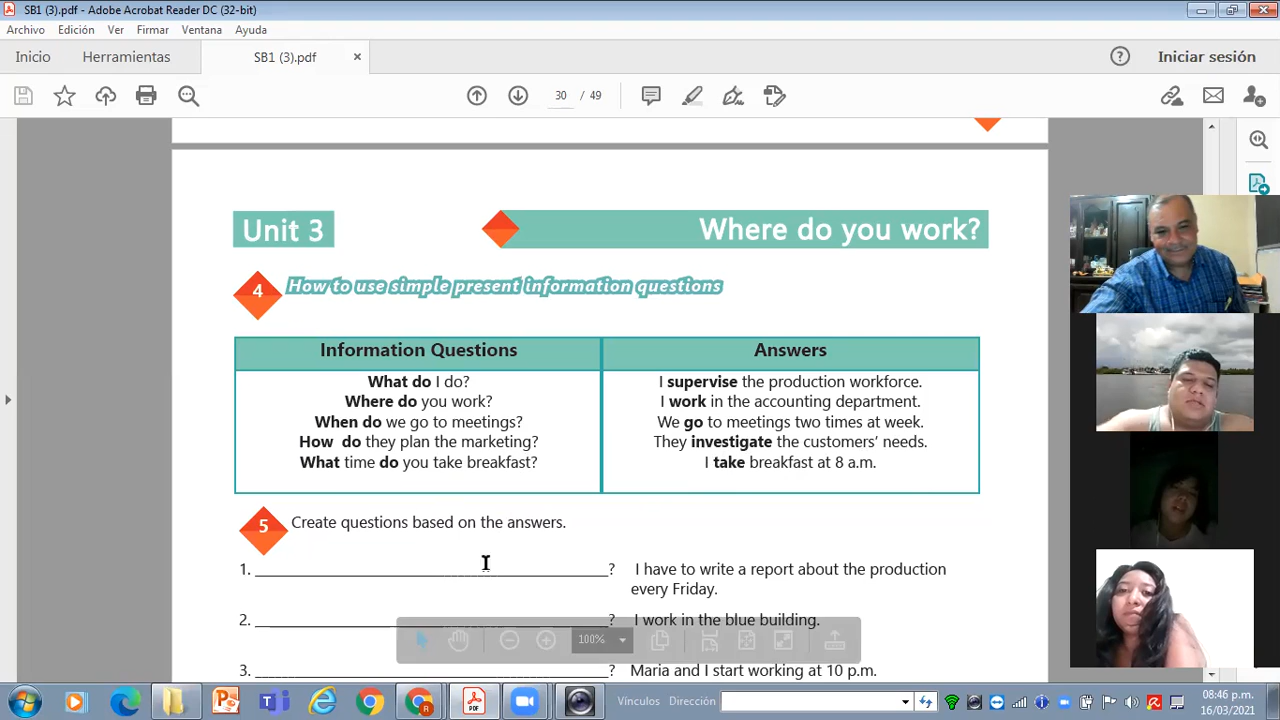 SB1 (3).pdf - Adobe Acrobat Reader DC (32-bit)
Archivo Edición Ver Firmar Ventana Ayuda
Inicio Herramientas SB1 (3).pdf × Iniciar sesión
30 / 49
Unit 3 Where do you work?
4 How to use simple present information questions
Information Questions Answers
What do I do? I supervise the production workforce.
Where do you work? I work in the accounting department.
When do we go to meetings? We go to meetings two times at week.
How do they plan the marketing? They investigate the customers' needs.
What time do you take breakfast? I take breakfast at 8 a.m.
5 Create questions based on the answers.
1. ________________________________________? I have to write a report about the production
every Friday.
2. ________________________________________? I work in the blue building.
100%
3. ________________________________________? Maria and I start working at 10 p.m.
Vínculos Dirección 08:46 p.m.
16/03/2021